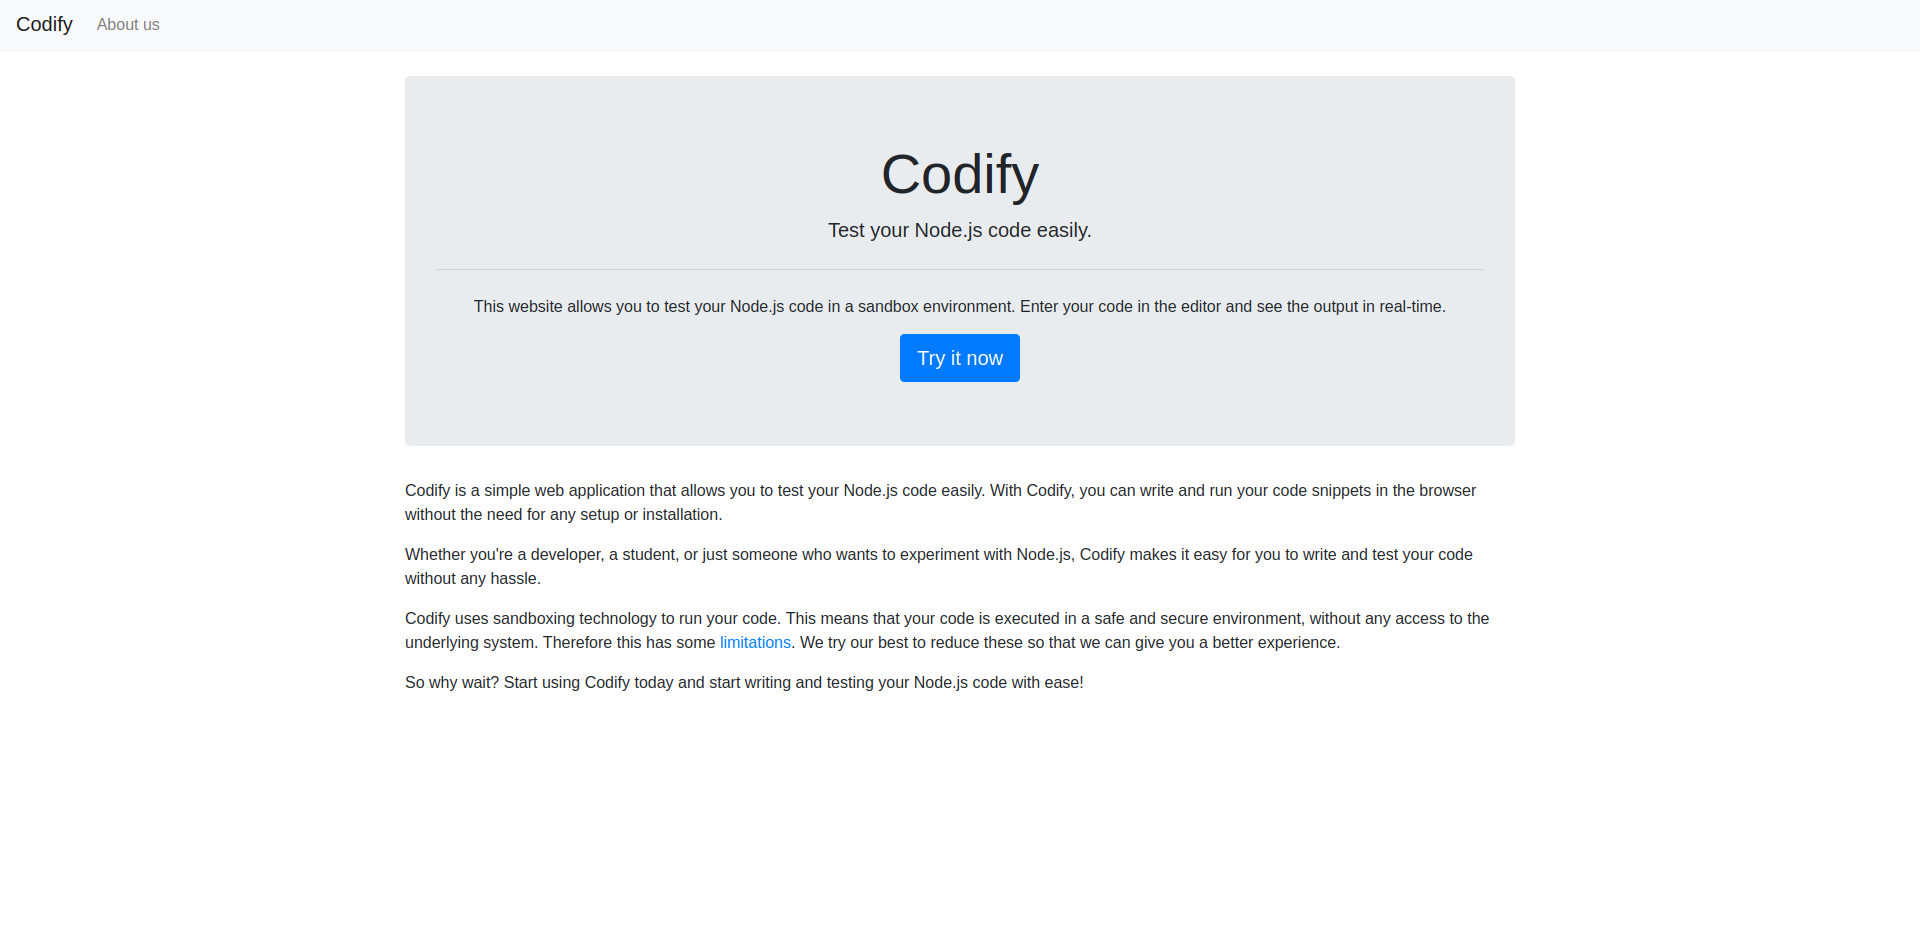 Codify About us
Codify
Test your Node.js code easily.
This website allows you to test your Node.js code in a sandbox environment. Enter your code in the editor and see the output in real-time.
Try it now
Codify is a simple web application that allows you to test your Node.js code easily. With Codify, you can write and run your code snippets in the browser
without the need for any setup or installation.
Whether you're a developer, a student, or just someone who wants to experiment with Node.js, Codify makes it easy for you to write and test your code
without any hassle.
Codify uses sandboxing technology to run your code. This means that your code is executed in a safe and secure environment, without any access to the
underlying system. Therefore this has some limitations. We try our best to reduce these so that we can give you a better experience.
So why wait? Start using Codify today and start writing and testing your Node.js code with ease!